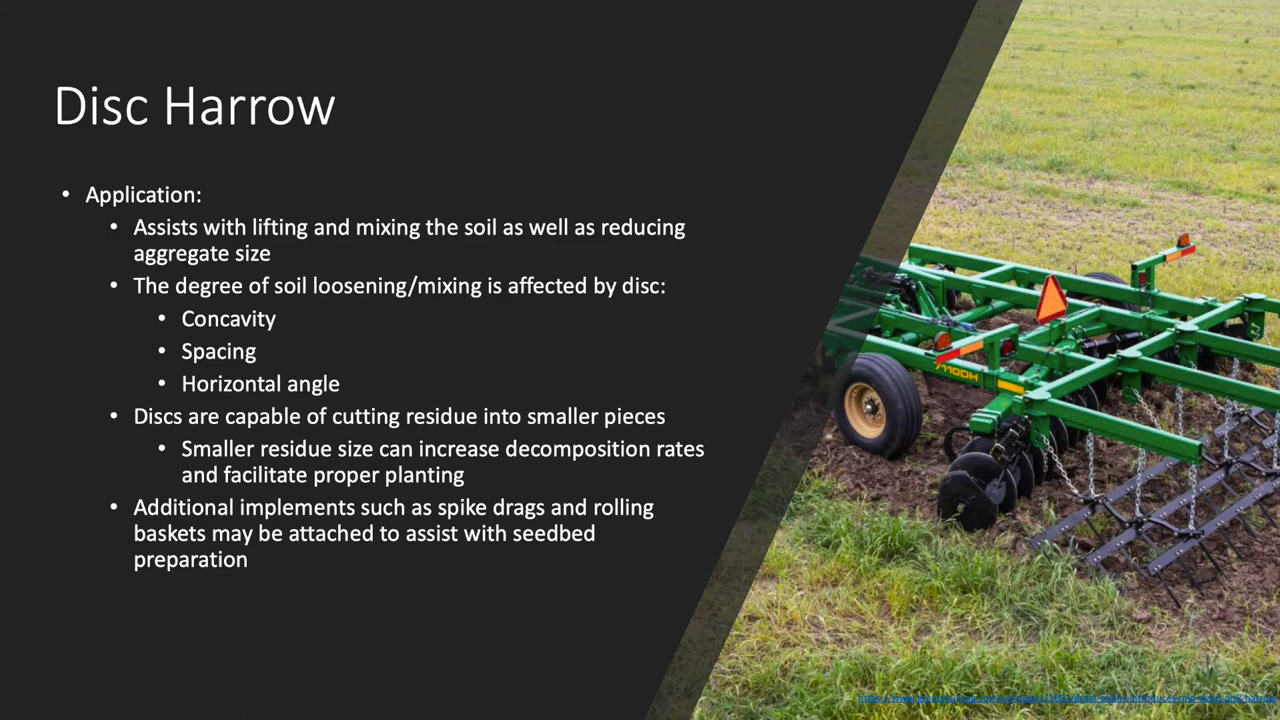 Disc Harrow
• Application:
• Assists with lifting and mixing the soil as well as reducing
aggregate size
• The degree of soil loosening/mixing is affected by disc:
• Concavity
• Spacing
• Horizontal angle
• Discs are capable of cutting residue into smaller pieces
• Smaller residue size can increase decomposition rates
and facilitate proper planting
• Additional implements such as spike drags and rolling
baskets may be attached to assist with seedbed
preparation
7110DH